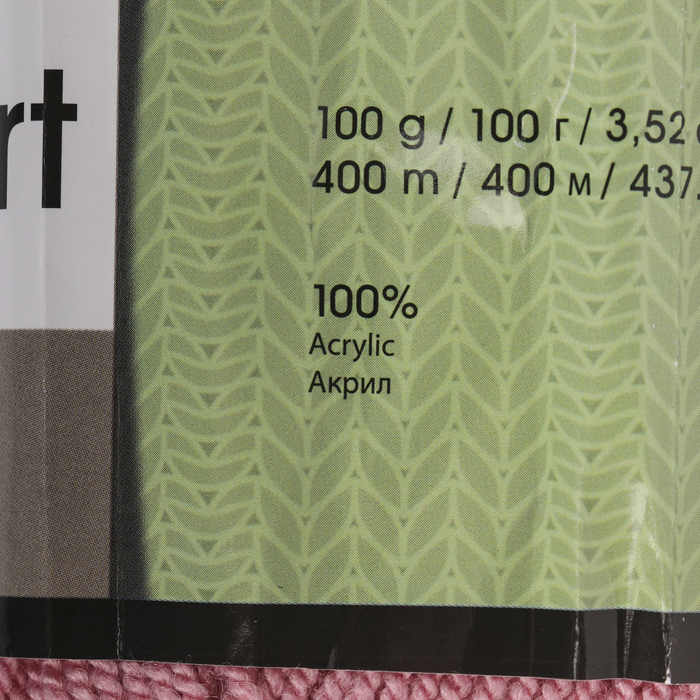 rt
100 g / 100 г / 3,52
400 m / 400 м / 437,
100%
Acrylic
Акрил